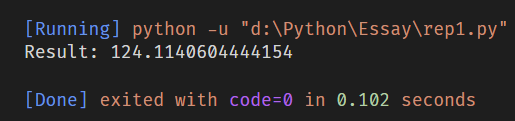 [Running] python -u "d:\Python\Essay\rep1.py"
Result: 124.1140604444154
[Done] exited with code=0 in 0.102 seconds